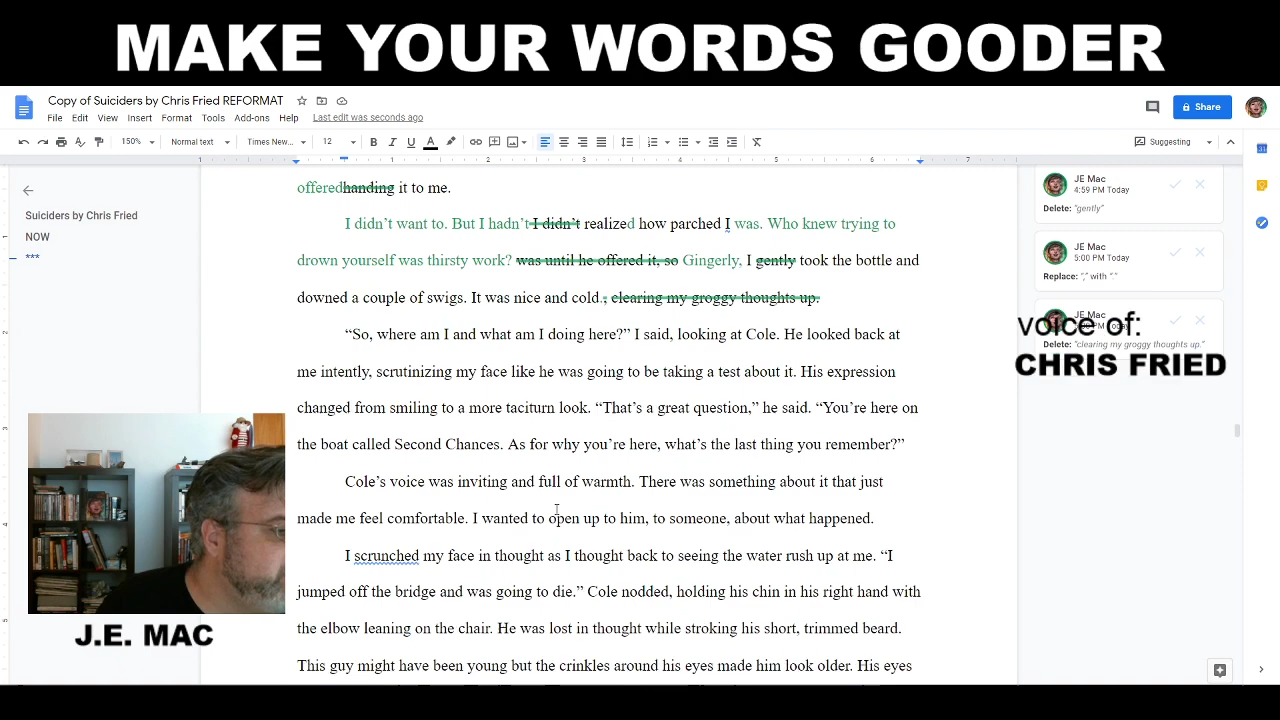 MAKE YOUR WORDS GOODER
Copy of Suiciders by Chris Fried REFORMAT
File Edit View Insert Format Tools Add-ons Help Last edit was seconds ago
Share
150% Normal text Times New... 12 B I U A Suggesting
1 1 2 3 4 5 6 7
Suiciders by Chris Fried
NOW
***
offeredhanding it to me.
I didn’t want to. But I hadn’t I didn’t realized how parched I was. Who knew trying to
drown yourself was thirsty work? was until he offered it, so Gingerly, I gently took the bottle and
downed a couple of swigs. It was nice and cold., clearing my groggy thoughts up.
“So, where am I and what am I doing here?” I said, looking at Cole. He looked back at
me intently, scrutinizing my face like he was going to be taking a test about it. His expression
changed from smiling to a more taciturn look. “That’s a great question,” he said. “You’re here on
the boat called Second Chances. As for why you’re here, what’s the last thing you remember?”
Cole’s voice was inviting and full of warmth. There was something about it that just
made me feel comfortable. I wanted to open up to him, to someone, about what happened.
I scrunched my face in thought as I thought back to seeing the water rush up at me. “I
jumped off the bridge and was going to die.” Cole nodded, holding his chin in his right hand with
the elbow leaning on the chair. He was lost in thought while stroking his short, trimmed beard.
This guy might have been young but the crinkles around his eyes made him look older. His eyes
JE Mac
4:59 PM Today
Delete: “gently”
JE Mac
5:00 PM Today
Replace: “,” with “.”
JE Mac
PM Today
Delete: “clearing my groggy thoughts up.”
voice of:
CHRIS FRIED
J.E. MAC